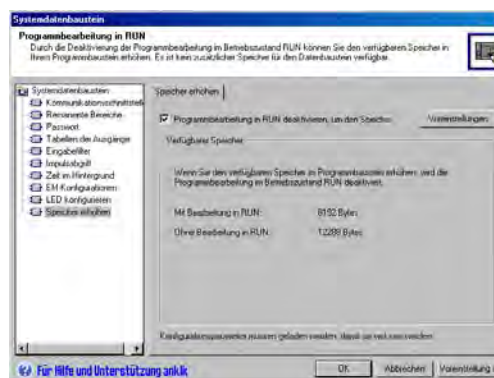 Systemdatenbaustein
Programmbearbeitung in RUN
Durch die Deaktivierung der Programmbearbeitung im Betriebszustand RUN können Sie den verfügbaren Speicher in
Ihrem Programmbaustein erhöhen. Es ist kein zusätzlicher Speicher für den Datenbaustein verfügbar.
Systemdatenbaustein
Kommunikationsschnittstell
Remanente Bereiche
Passwort
Tabellen der Ausgänge
Eingabefilter
Impulsabgriff
Zeit im Hintergrund
EM-Konfigurationen
LED konfigurieren
Speicher erhöhen
Speicher erhöhen
Programmbearbeitung in RUN deaktivieren, um den Speicher
Voreinstellungen
Verfügbarer Speicher
Wenn Sie den verfügbaren Speicher im Programmbaustein erhöhen, wird die
Programmbearbeitung im Betriebszustand RUN deaktiviert.
Mit Bearbeitung in RUN: 8192 Bytes
Ohne Bearbeitung in RUN: 12288 Bytes
Konfigurationsparameter müssen geladen werden, damit sie wirksam werden.
Für Hilfe und Unterstützung ankli
OK
Abbrechen
Voreinstellung